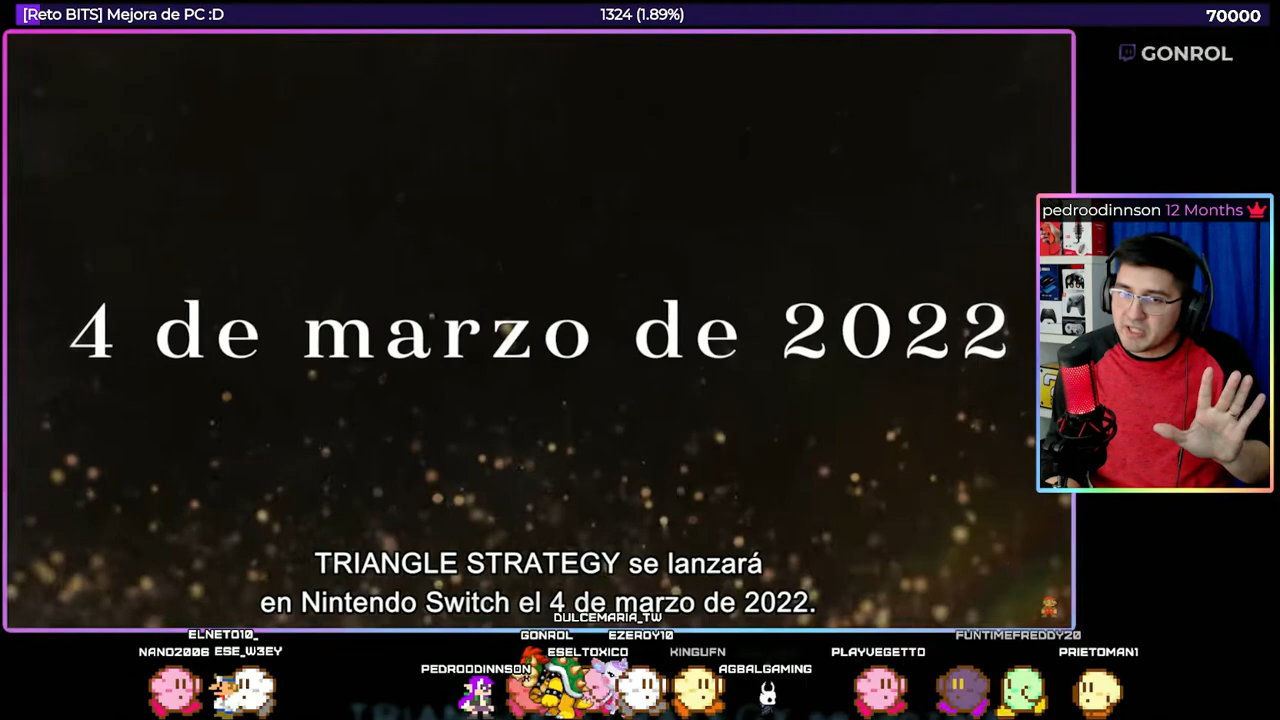 [Reto BITS] Mejora de PC :D
1324 (1.89%)
70000
GONROL
pedroodinnson 12 Months
4 de marzo de 2022
TRIANGLE STRATEGY se lanzará
en Nintendo Switch el 4 de marzo de 2022.
DULCEMARIA_TW
ELNETO10_
GONROL
EZEROY10
FUNTIMEFREDDY20
NANO2006
ESE_W3EY
ESELTOXICO
KINGUFN
PLAYVEGETTO
PRIETOMAN1
PEDROODINNSON
AGBALGAMING